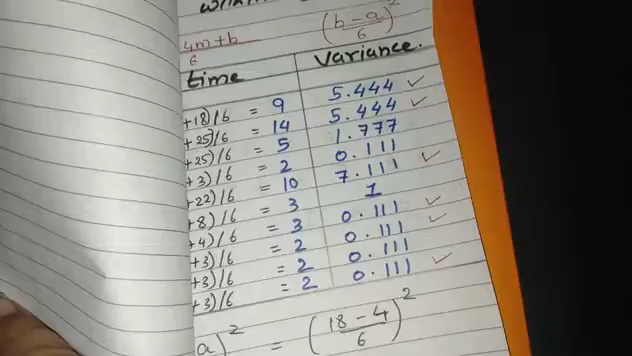 4m+b/6 (b-a/6)²
time variance.
+18)/6 = 9 5.444 ✓
+25)/6 = 14 5.444 ✓
+25)/6 = 5 1.777
+3)/6 = 2 0.111
+22)/6 = 10 7.111 ✓
+8)/6 = 3 1
+4)/6 = 3 0.111 ✓
+3)/6 = 2 0.111 ✓
+3)/6 = 2 0.111
+3)/6 = 2 0.111 ✓
a)² = (18-4/6)²